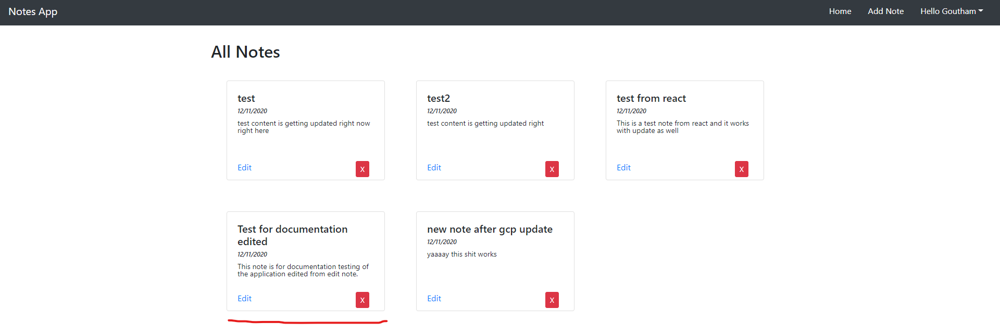 Notes App
Home
Add Note
Hello Goutham
All Notes
test
12/11/2020
test content is getting updated right now
right here
Edit
X
test2
12/11/2020
test content is getting updated right
Edit
X
test from react
12/11/2020
This is a test note from react and it works
with update as well
Edit
X
Test for documentation
edited
12/11/2020
This note is for documentation testing of
the application edited from edit note.
Edit
X
new note after gcp update
12/11/2020
yaaaay this shit works
Edit
X